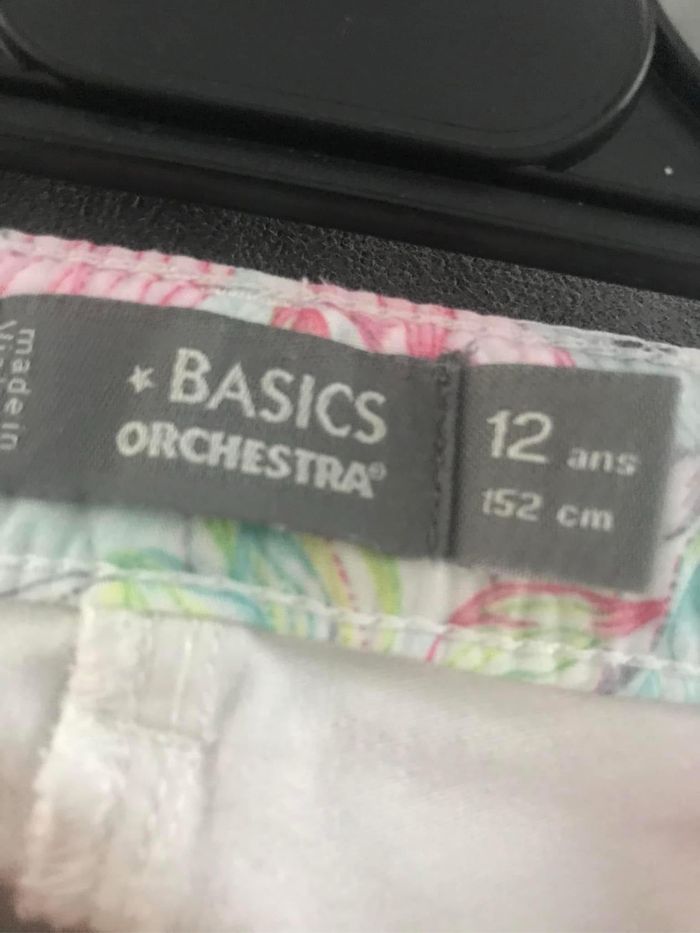 made in
BASICS
ORCHESTRA®
12 ans
152 cm